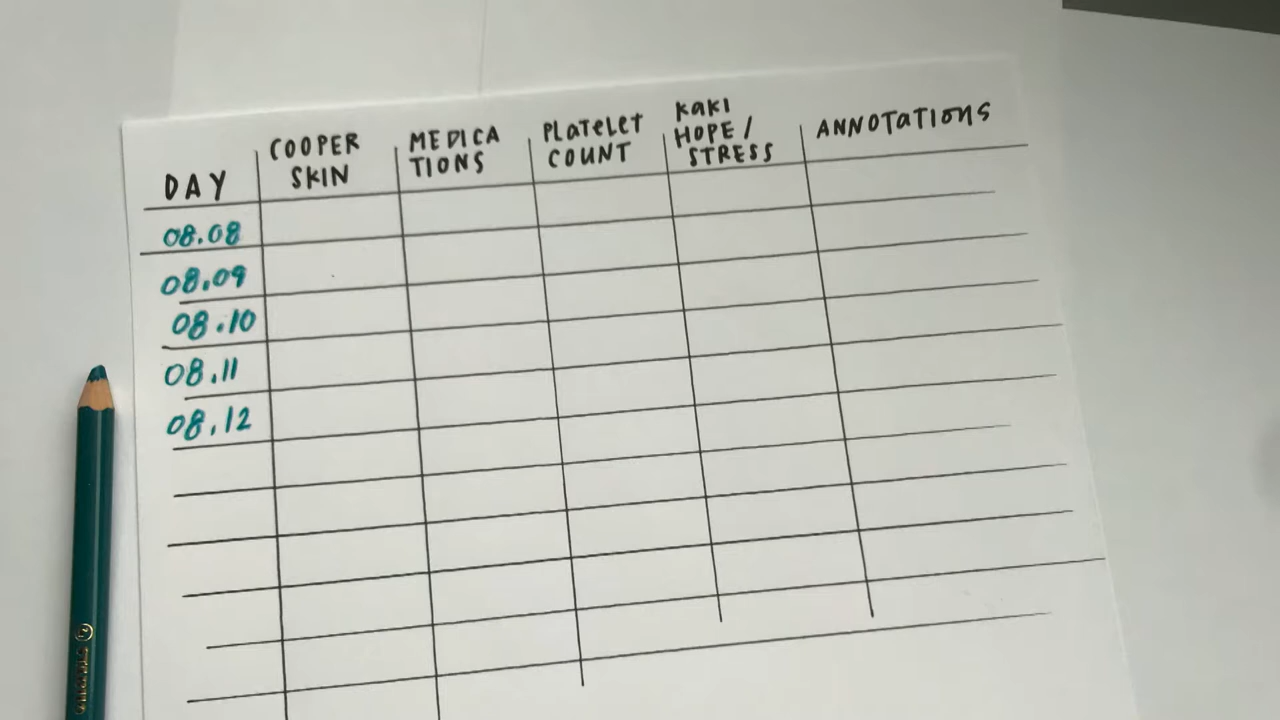 DAY
COOPER
SKIN
MEDICA
TIONS
PLATELET
COUNT
KAKI
HOPE /
STRESS
ANNOTATIONS
08.08
08.09
08.10
08.11
08.12